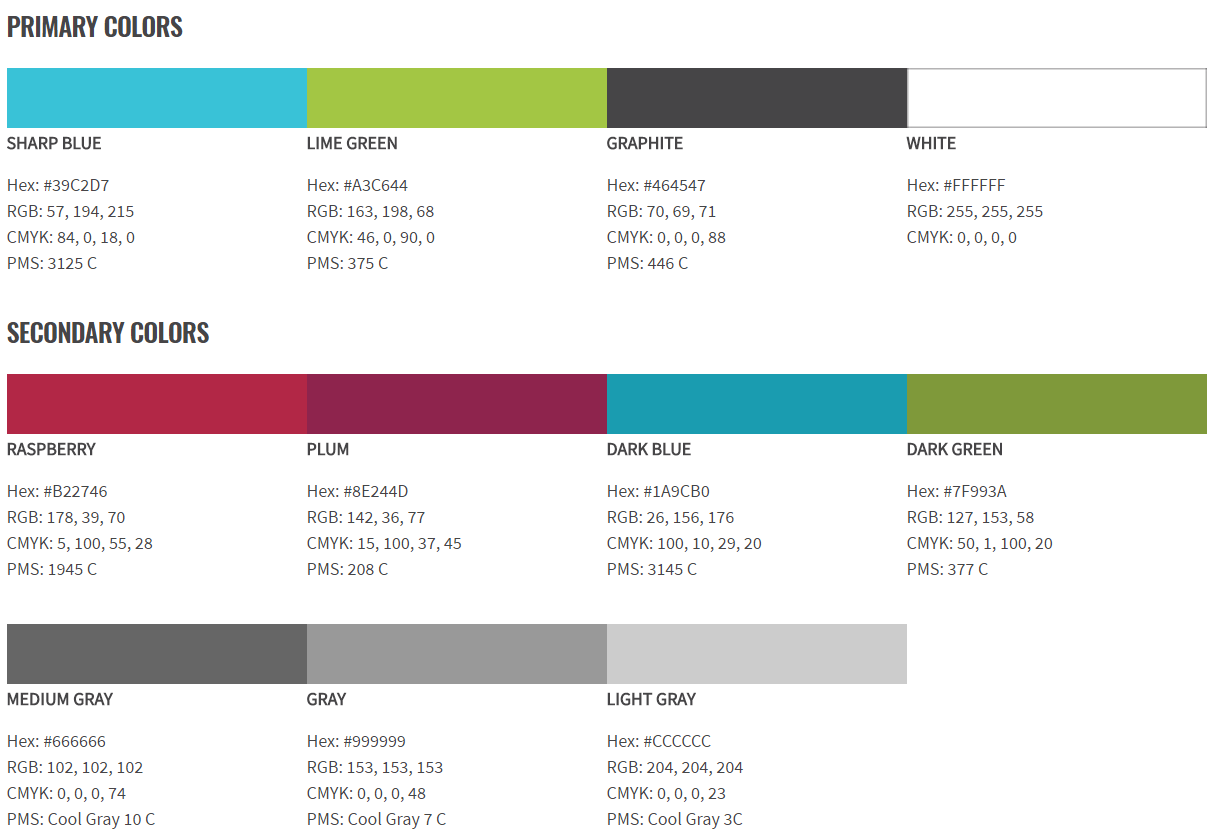 PRIMARY COLORS
SHARP BLUE
Hex: #39C2D7
RGB: 57, 194, 215
CMYK: 84, 0, 18, 0
PMS: 3125 C
LIME GREEN
Hex: #A3C644
RGB: 163, 198, 68
CMYK: 46, 0, 90, 0
PMS: 375 C
GRAPHITE
Hex: #464547
RGB: 70, 69, 71
CMYK: 0, 0, 0, 88
PMS: 446 C
WHITE
Hex: #FFFFFF
RGB: 255, 255, 255
CMYK: 0, 0, 0, 0
SECONDARY COLORS
RASPBERRY
Hex: #B22746
RGB: 178, 39, 70
CMYK: 5, 100, 55, 28
PMS: 1945 C
PLUM
Hex: #8E244D
RGB: 142, 36, 77
CMYK: 15, 100, 37, 45
PMS: 208 C
DARK BLUE
Hex: #1A9CB0
RGB: 26, 156, 176
CMYK: 100, 10, 29, 20
PMS: 3145 C
DARK GREEN
Hex: #7F993A
RGB: 127, 153, 58
CMYK: 50, 1, 100, 20
PMS: 377 C
MEDIUM GRAY
Hex: #666666
RGB: 102, 102, 102
CMYK: 0, 0, 0, 74
PMS: Cool Gray 10 C
GRAY
Hex: #999999
RGB: 153, 153, 153
CMYK: 0, 0, 0, 48
PMS: Cool Gray 7 C
LIGHT GRAY
Hex: #CCCCCC
RGB: 204, 204, 204
CMYK: 0, 0, 0, 23
PMS: Cool Gray 3C